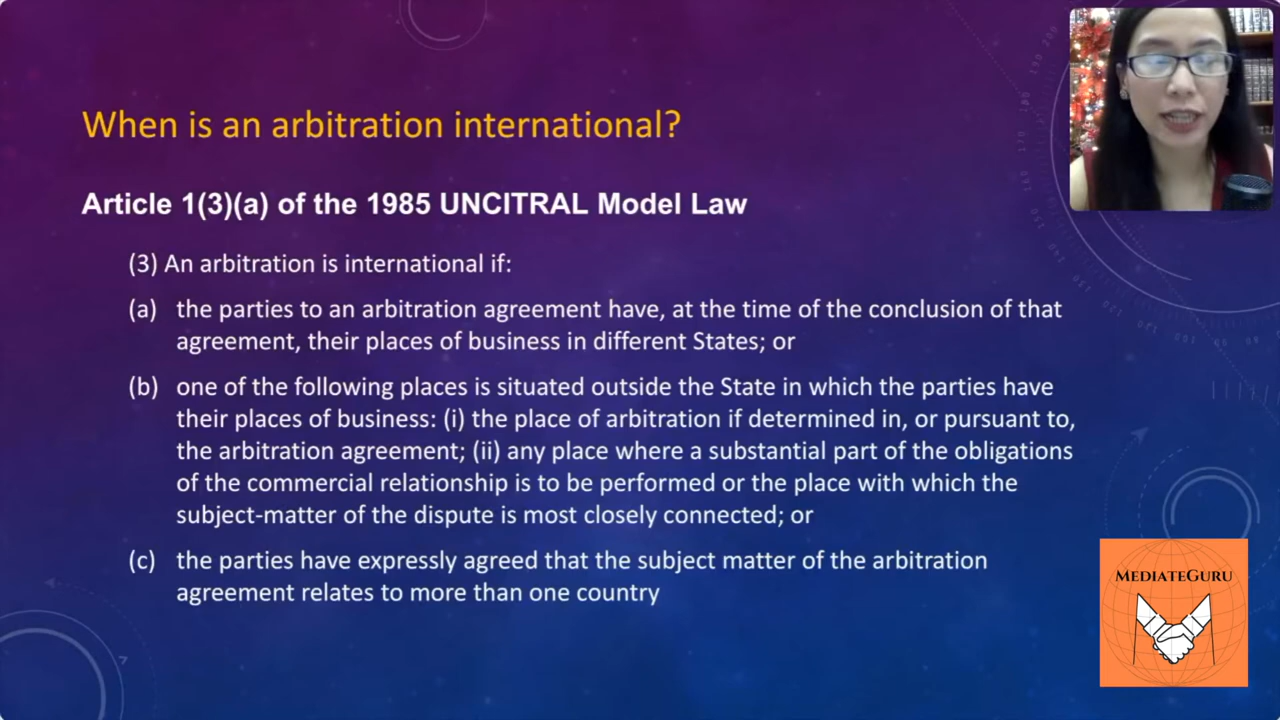 When is an arbitration international?
Article 1(3)(a) of the 1985 UNCITRAL Model Law
(3) An arbitration is international if:
(a) the parties to an arbitration agreement have, at the time of the conclusion of that
agreement, their places of business in different States; or
(b) one of the following places is situated outside the State in which the parties have
their places of business: (i) the place of arbitration if determined in, or pursuant to,
the arbitration agreement; (ii) any place where a substantial part of the obligations
of the commercial relationship is to be performed or the place with which the
subject-matter of the dispute is most closely connected; or
(c) the parties have expressly agreed that the subject matter of the arbitration
agreement relates to more than one country
MEDIATEGURU